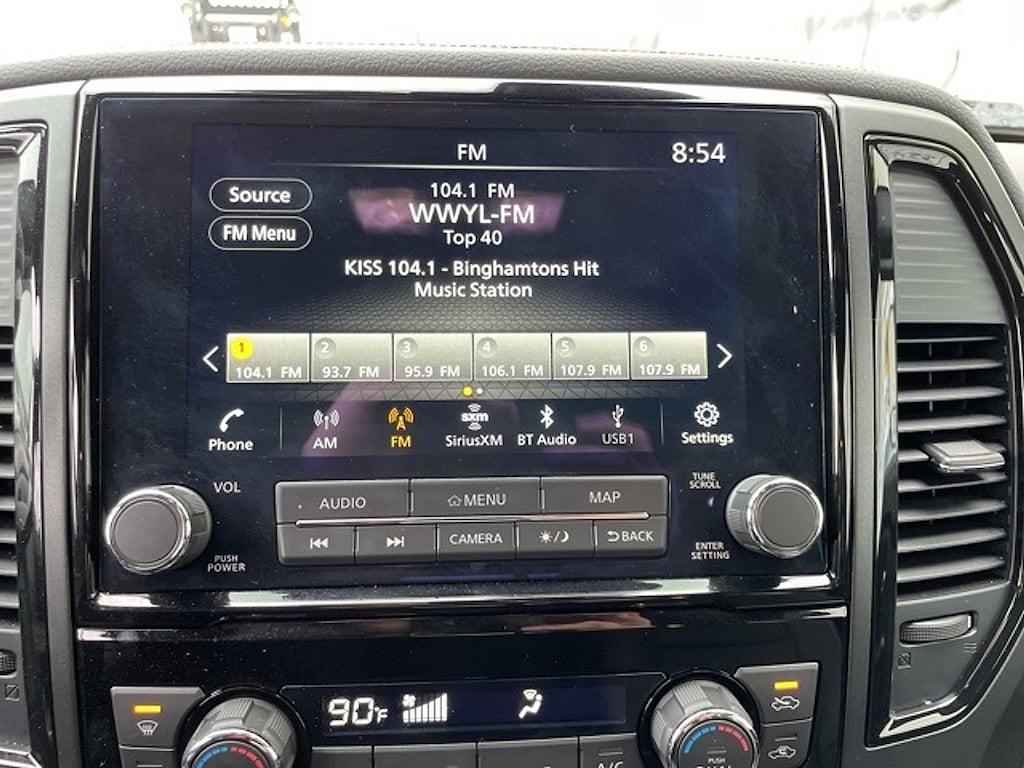 FM
8:54
Source
FM Menu
104.1 FM
WWYL-FM
Top 40
KISS 104.1 - Binghamtons Hit
Music Station
1 2 3 4 5 6
104.1 FM 93.7 FM 95.9 FM 106.1 FM 107.9 FM 107.9 FM
Phone AM FM sxm SiriusXM BT Audio USB1 Settings
VOL
PUSH
POWER
AUDIO MENU MAP
CAMERA BACK
TUNE
SCROLL
ENTER
SETTING
90°F
A/C
PUSH
DUAL